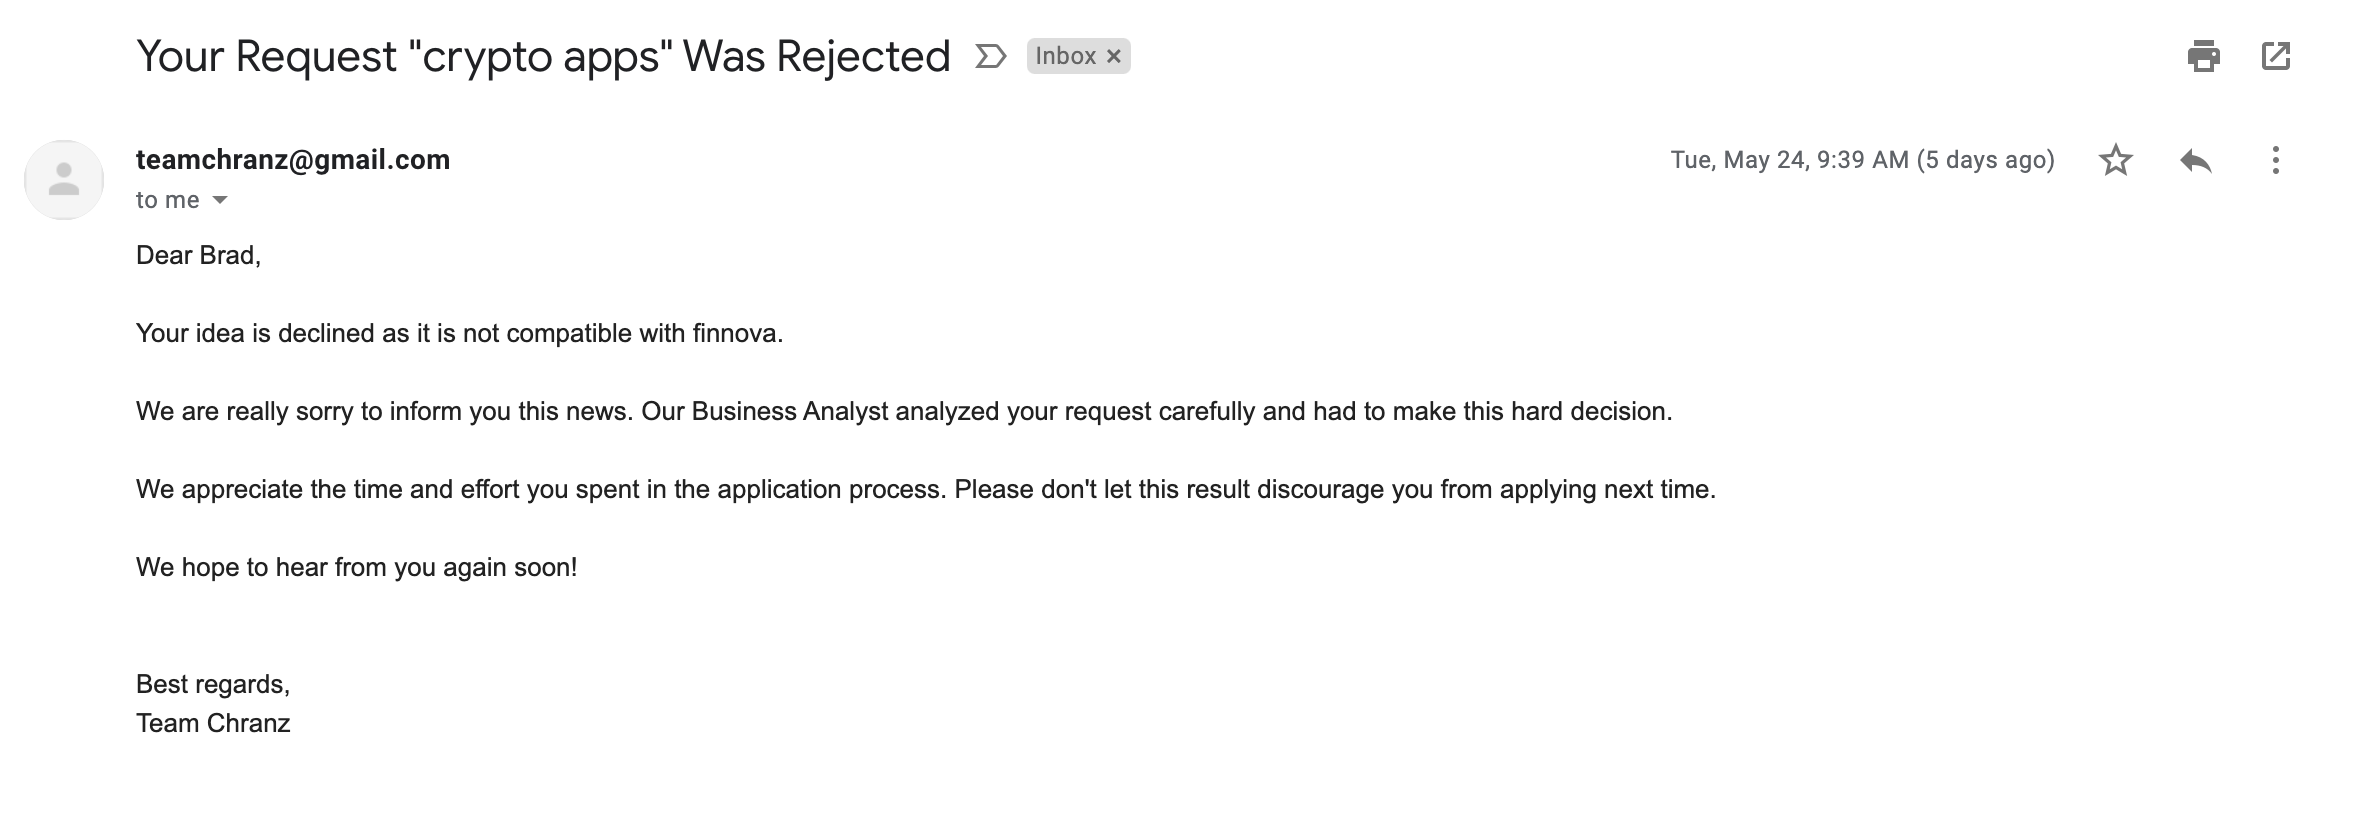 Your Request "crypto apps" Was Rejected Inbox ×
teamchranz@gmail.com Tue, May 24, 9:39 AM (5 days ago)
to me
Dear Brad,
Your idea is declined as it is not compatible with finnova.
We are really sorry to inform you this news. Our Business Analyst analyzed your request carefully and had to make this hard decision.
We appreciate the time and effort you spent in the application process. Please don't let this result discourage you from applying next time.
We hope to hear from you again soon!
Best regards,
Team Chranz